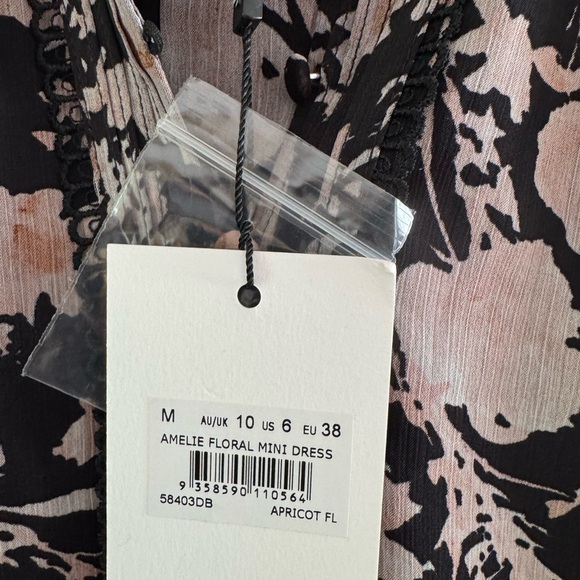 M AU/UK 10 US 6 EU 38
AMELIE FLORAL MINI DRESS
9 358590 110564
58403DB APRICOT FL